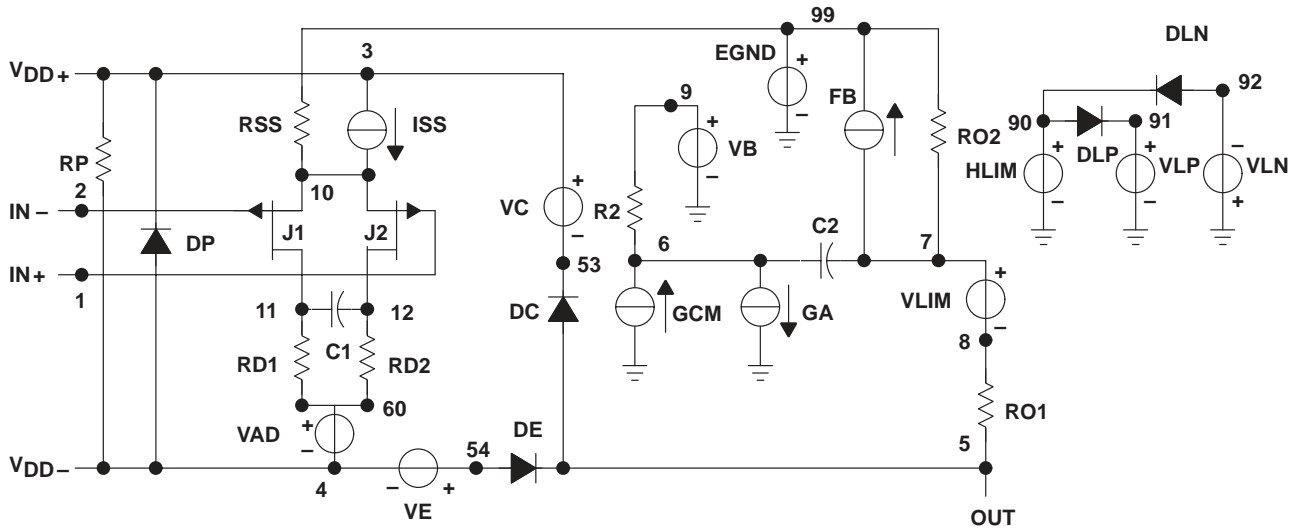 99
DLN
3
EGND
+
V DD+
92
9
FB
+
RSS
ISS
90
91
RP
VB
RO2
–
+
+
–
DLP
HLIM
VLP
VLN
–
–
+
2
10
VC
+
R2
C2
IN –
J1
J2
–
6
7
DP
53
IN+
1
+
11
12
DC
GCM
GA
VLIM
C1
–
8
RD1
RD2
60
RO1
VAD
+
–
54
DE
5
V DD–
4
–
+
VE
OUT